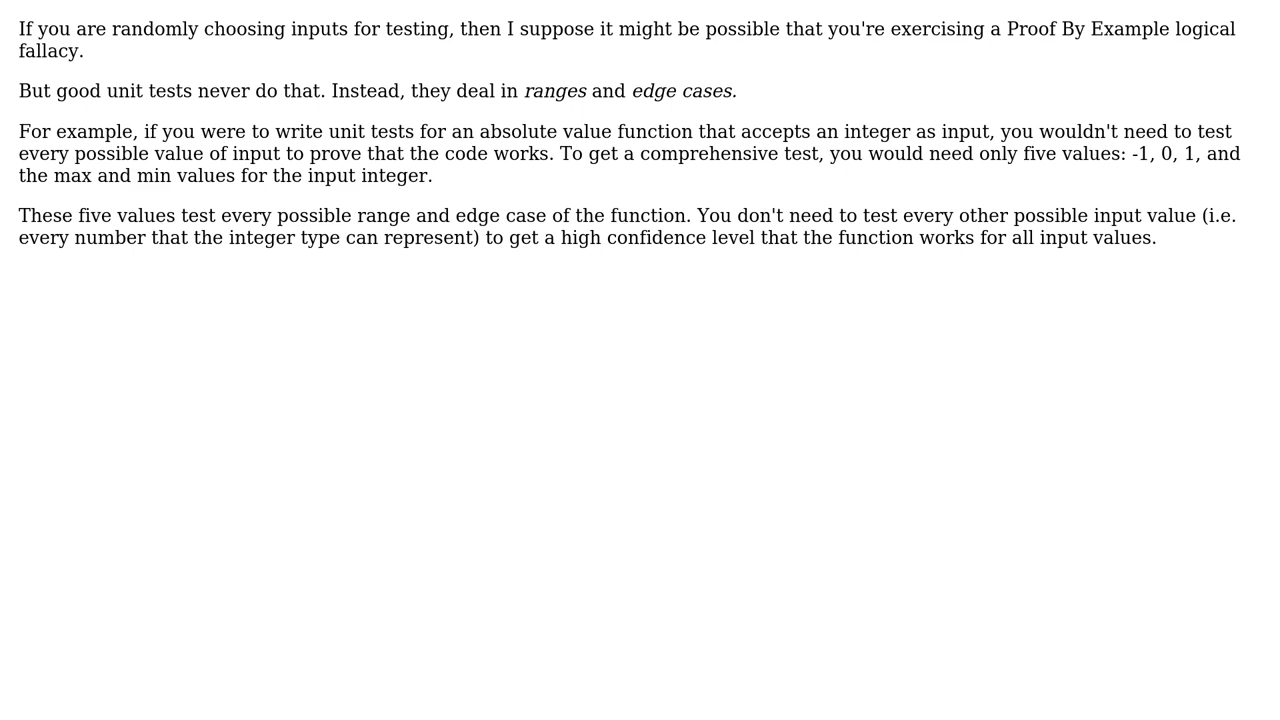 If you are randomly choosing inputs for testing, then I suppose it might be possible that you're exercising a Proof By Example logical
fallacy.
But good unit tests never do that. Instead, they deal in ranges and edge cases.
For example, if you were to write unit tests for an absolute value function that accepts an integer as input, you wouldn't need to test
every possible value of input to prove that the code works. To get a comprehensive test, you would need only five values: -1, 0, 1, and
the max and min values for the input integer.
These five values test every possible range and edge case of the function. You don't need to test every other possible input value (i.e.
every number that the integer type can represent) to get a high confidence level that the function works for all input values.